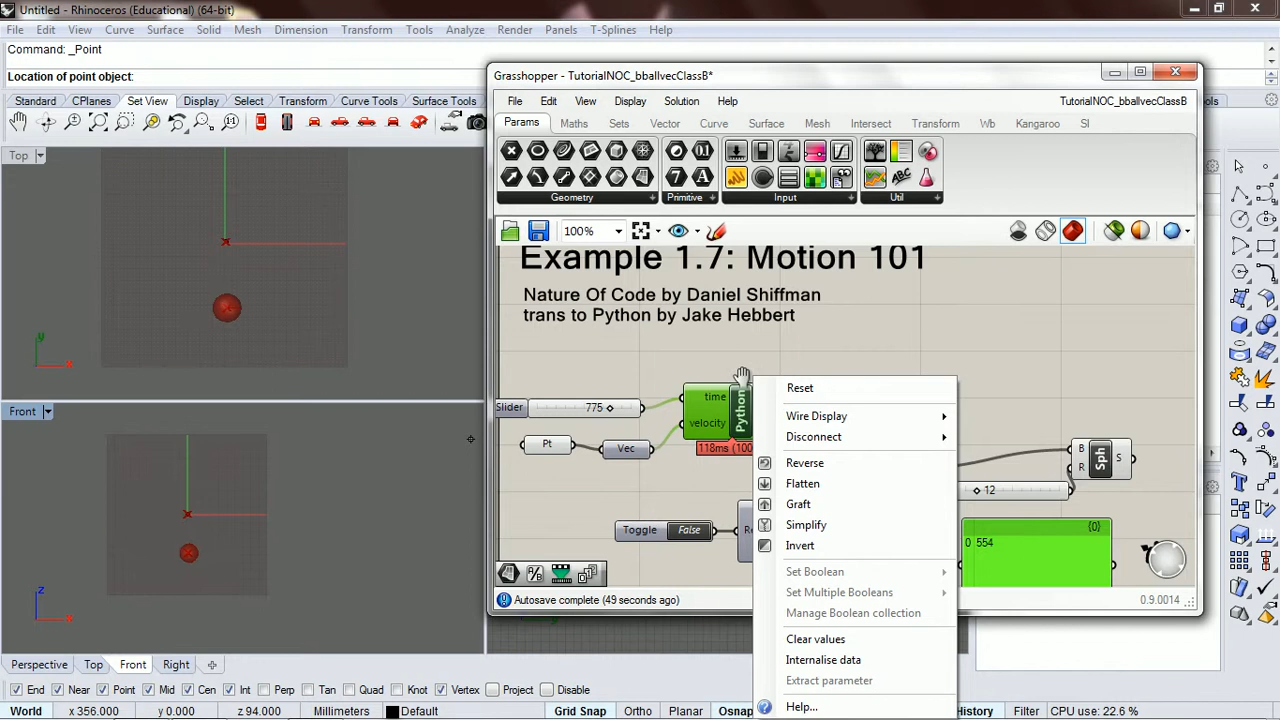 Untitled - Rhinoceros (Educational) (64-bit)
File Edit View Curve Surface Solid Mesh Dimension Transform Tools Analyze Render Panels T-Splines Help
Command: _Point
Location of point object:
Standard CPlanes Set View Display Select Transform Curve Tools Surface Tools
Top
y
x
Front
z
x
Grasshopper - TutorialNOC_bballvecClassB*
File Edit View Display Solution Help
TutorialNOC_bballvecClassB
Params Maths Sets Vector Curve Surface Mesh Intersect Transform Wb Kangaroo SI
Geometry Primitive Input Util
100%
Example 1.7: Motion 101
Nature Of Code by Daniel Shiffman
trans to Python by Jake Hebbert
Slider 775
time
velocity
Python
Pt Vec
118ms (100
Toggle False
Re
B
R
Sph
S
12
{0}
0 554
Reset
Wire Display
Disconnect
Reverse
Flatten
Graft
Simplify
Invert
Set Boolean
Set Multiple Booleans
Manage Boolean collection
Clear values
Internalise data
Extract parameter
Help...
Autosave complete (49 seconds ago)
0.9.0014
Perspective Top Front Right
End Near Point Mid Cen Int Perp Tan Quad Knot Vertex Project Disable
World x 356.000 y 0.000 z 94.000 Millimeters Default Grid Snap Ortho Planar Osnap History Filter CPU use: 22.6 %